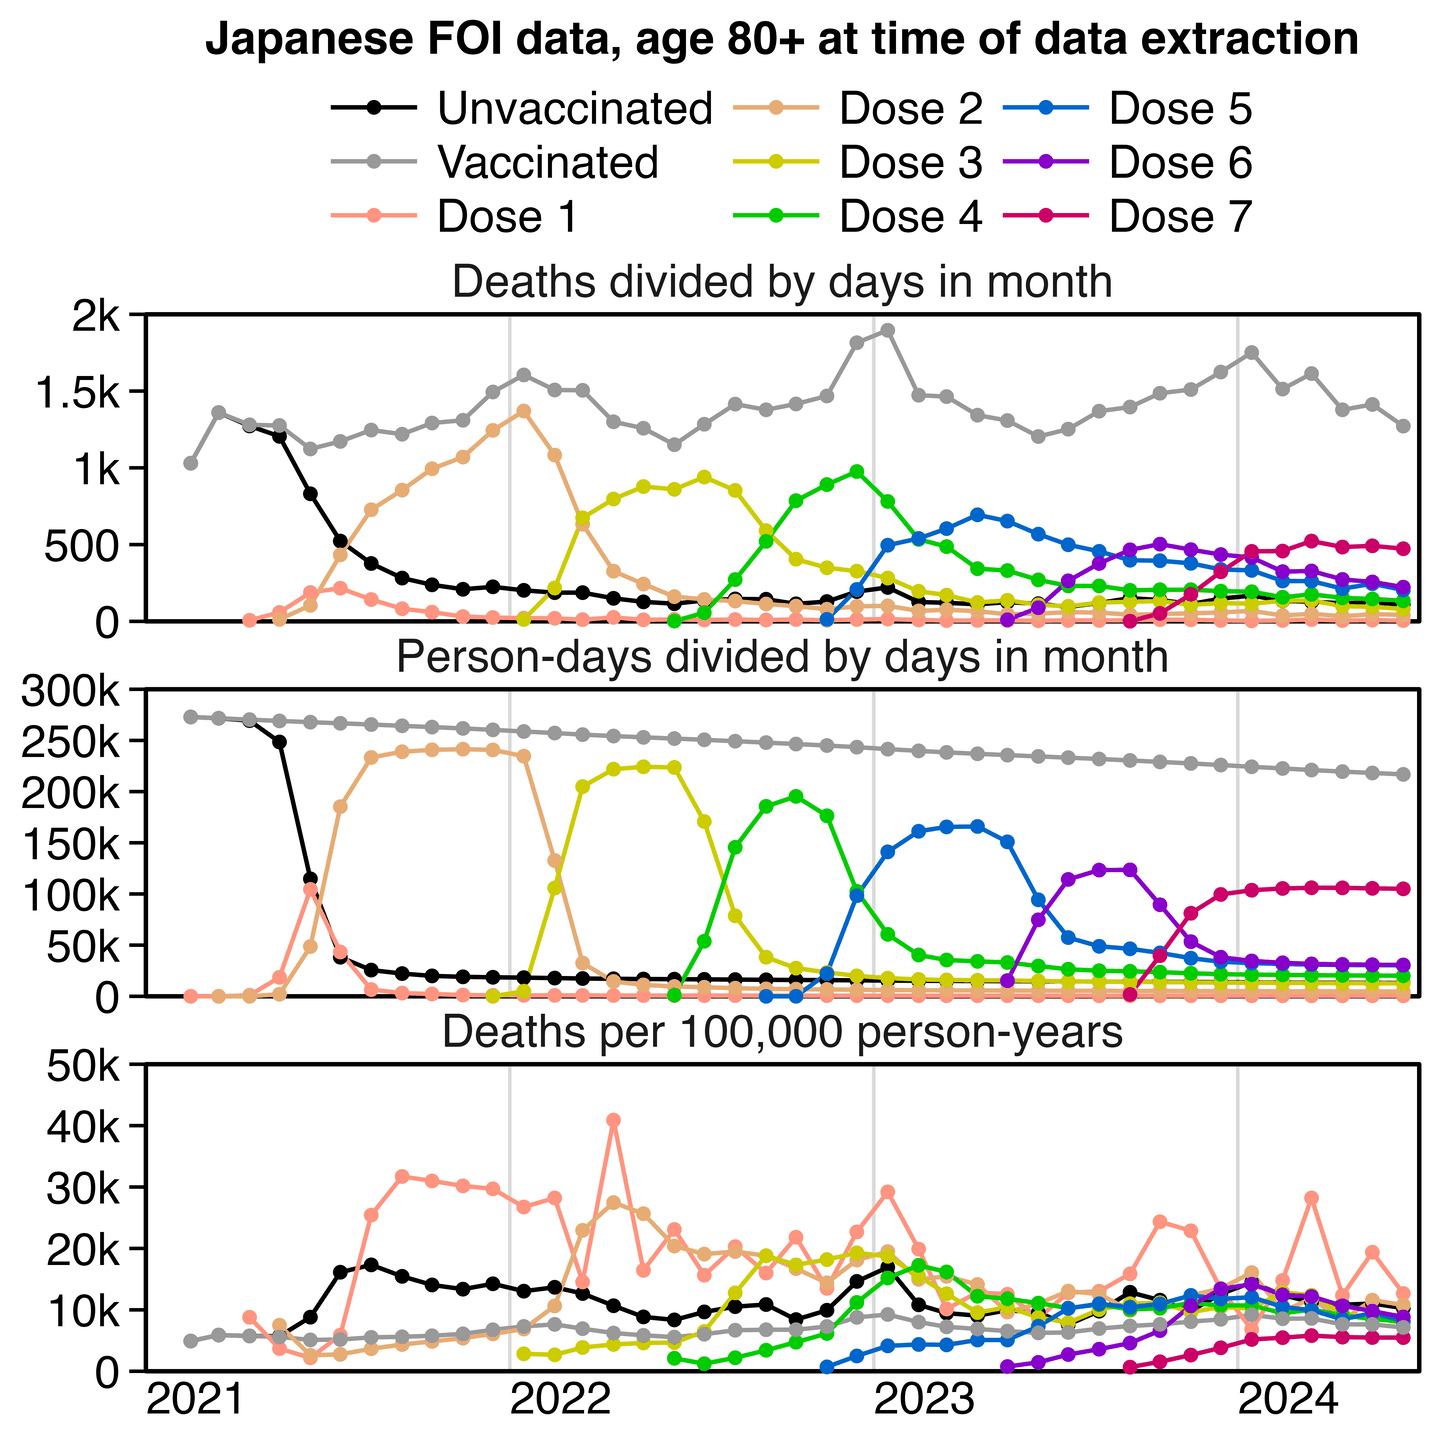 Japanese FOI data, age 80+ at time of data extraction
Unvaccinated Dose 2 Dose 5
Vaccinated Dose 3 Dose 6
Dose 1 Dose 4 Dose 7
Deaths divided by days in month
2k
1.5k
1k
500
0
Person-days divided by days in month
300k
250k
200k
150k
100k
50k
0
Deaths per 100,000 person-years
50k
40k
30k
20k
10k
0
2021 2022 2023 2024